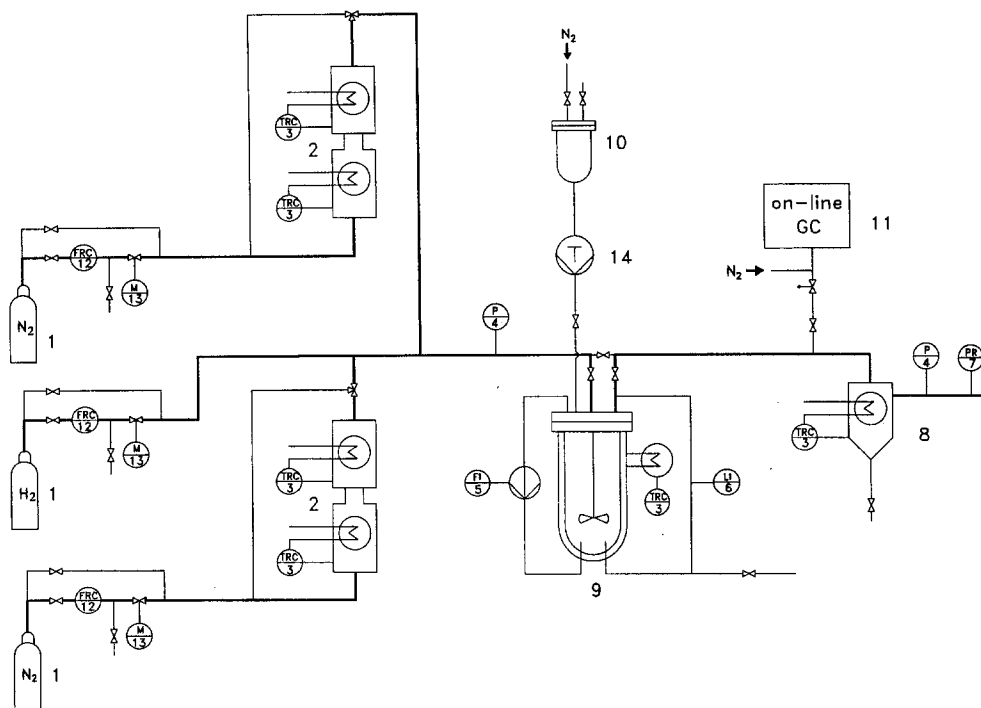 N₂
TRC
3
10
2
TRC
3
on-line
GC
11
14
FRC
12
N₂
M
13
N₂
1
P
4
P
4
PR
7
FRC
12
M
13
TRC
3
8
TRC
3
FI
5
LI
6
H₂
1
2
TRC
3
TRC
3
9
FRC
12
M
13
N₂
1